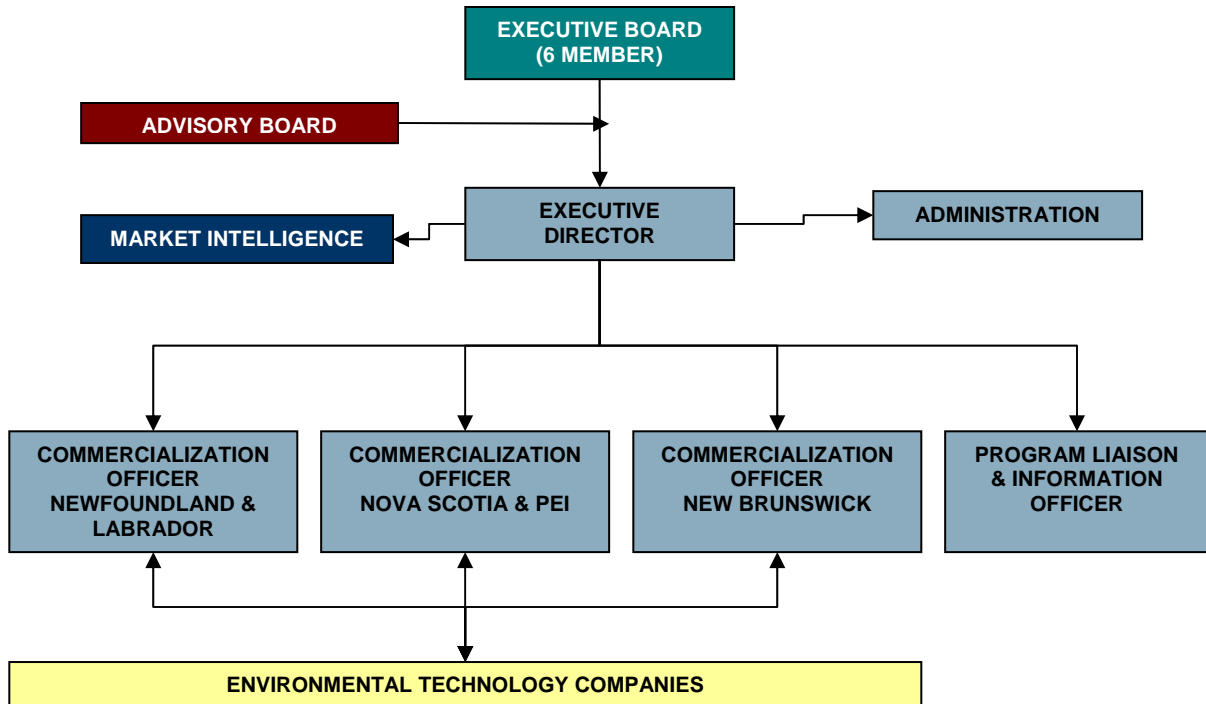 EXECUTIVE BOARD
(6 MEMBER)
ADVISORY BOARD
EXECUTIVE
DIRECTOR
ADMINISTRATION
MARKET INTELLIGENCE
COMMERCIALIZATION
OFFICER
NEWFOUNDLAND &
LABRADOR
COMMERCIALIZATION
OFFICER
NOVA SCOTIA & PEI
COMMERCIALIZATION
OFFICER
NEW BRUNSWICK
PROGRAM LIAISON
& INFORMATION
OFFICER
ENVIRONMENTAL TECHNOLOGY COMPANIES